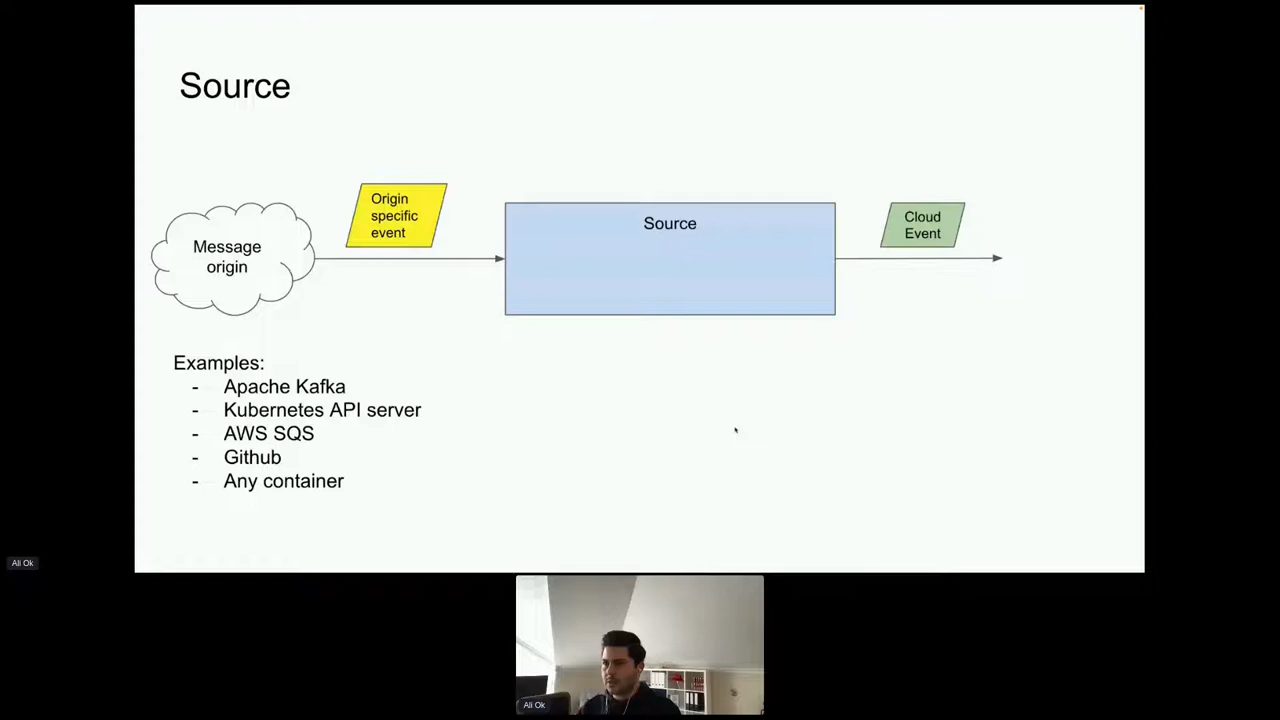 Source
Origin
specific
event
Message
origin
Source
Cloud
Event
Examples:
- Apache Kafka
- Kubernetes API server
- AWS SQS
- Github
- Any container
Ali Ok
Ali Ok